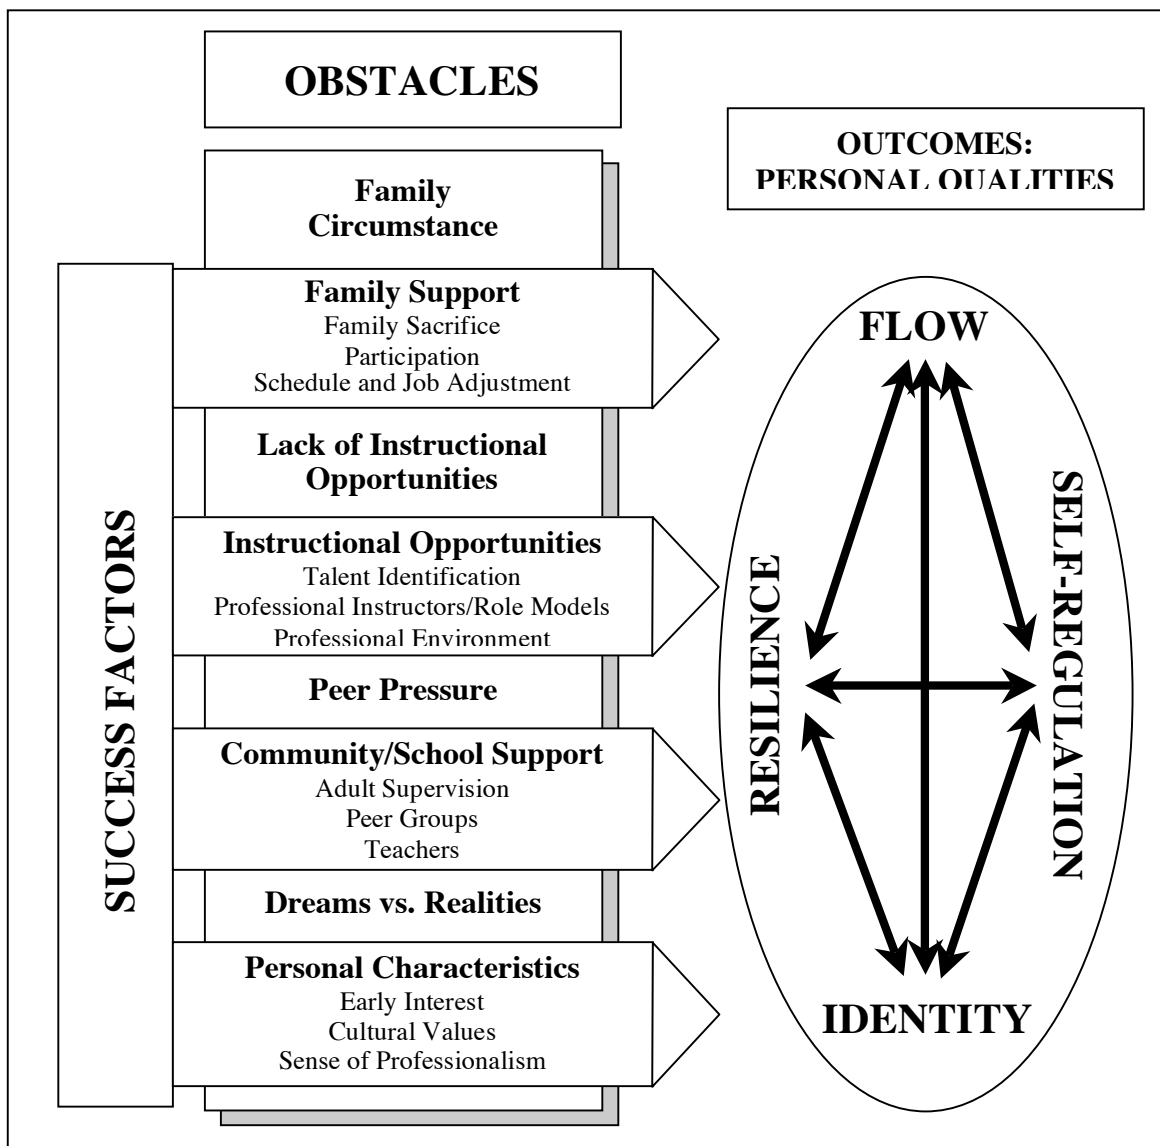 OBSTACLES
OUTCOMES:
PERSONAL QUALITIES
Family
Circumstance
Family Support
Family Sacrifice
Participation
Schedule and Job Adjustment
Lack of Instructional
Opportunities
Instructional Opportunities
Talent Identification
Professional Instructors/Role Models
Professional Environment
Peer Pressure
Community/School Support
Adult Supervision
Peer Groups
Teachers
Dreams vs. Realities
Personal Characteristics
Early Interest
Cultural Values
Sense of Professionalism
SUCCESS FACTORS
FLOW
RESILIENCE
SELF-REGULATION
IDENTITY